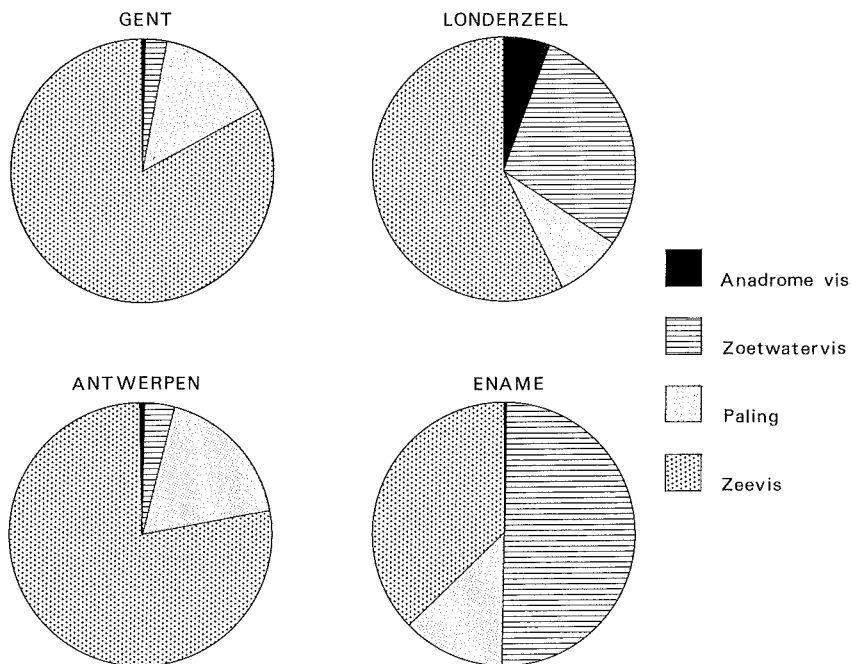 GENT
LONDERZEEL
ANTWERPEN
ENAME
Anadrome vis
Zoetwatervis
Paling
Zeevis